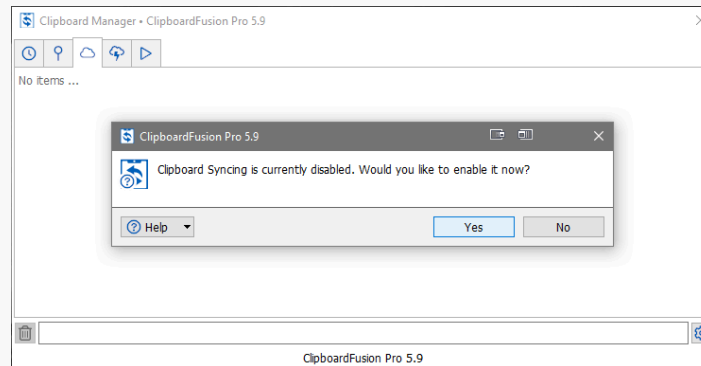 Clipboard Manager • ClipboardFusion Pro 5.9
No items ...
ClipboardFusion Pro 5.9
Clipboard Syncing is currently disabled. Would you like to enable it now?
Help
Yes
No
ClipboardFusion Pro 5.9